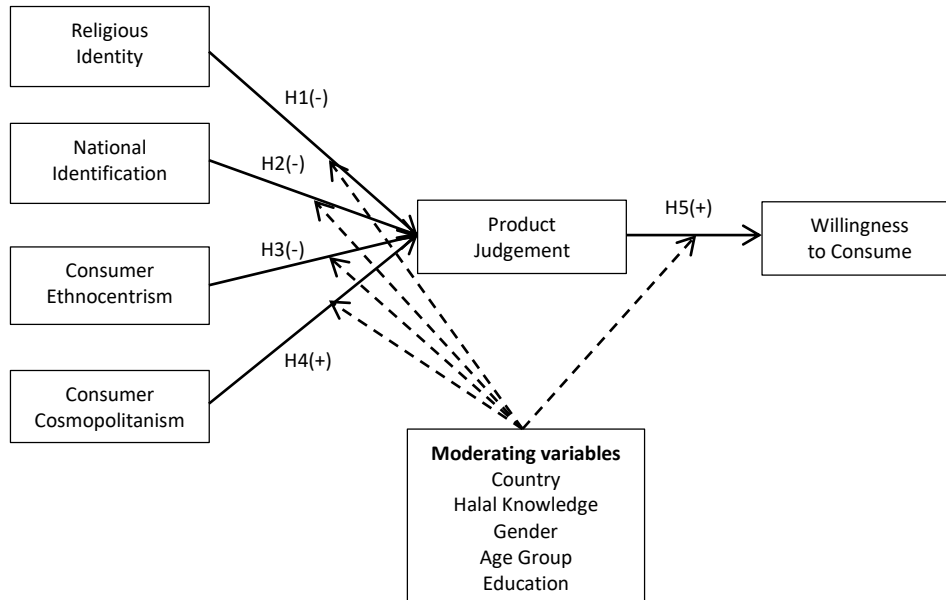 Religious
Identity
H1(-)
National
Identification
H2(-)
Product
Judgement
H5(+)
Willingness
to Consume
Consumer
Ethnocentrism
H3(-)
H4(+)
Consumer
Cosmopolitanism
Moderating variables
Country
Halal Knowledge
Gender
Age Group
Education